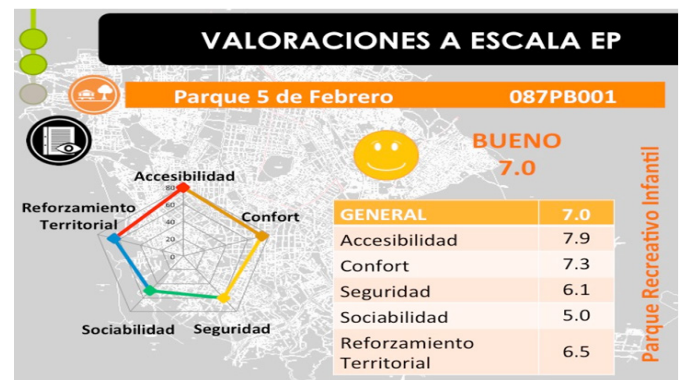 VALORACIONES A ESCALA EP
Parque 5 de Febrero 087PB001
BUENO
7.0
Accesibilidad
80
60
40
20
0
Confort
Seguridad
Sociabilidad
Reforzamiento
Territorial
GENERAL 7.0
Accesibilidad 7.9
Confort 7.3
Seguridad 6.1
Sociabilidad 5.0
Reforzamiento
Territorial 6.5
Parque Recreativo Infantil